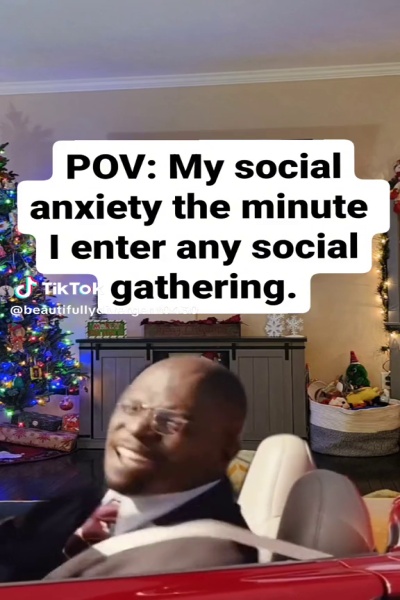 POV: My social
anxiety the minute
I enter any social
gathering.
TikTok